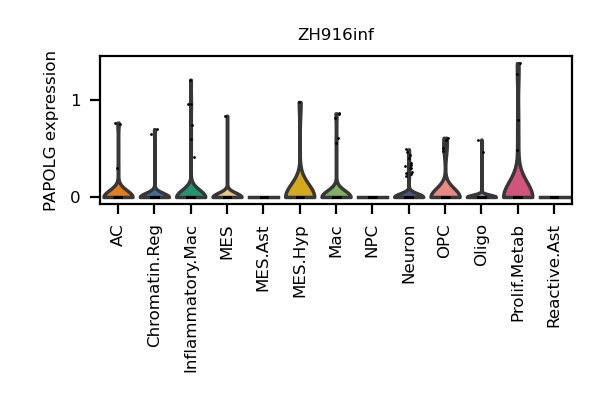 ZH916inf
PAPOLG expression
1
0
AC
Chromatin.Reg
Inflammatory.Mac
MES
MES.Ast
MES.Hyp
Mac
NPC
Neuron
OPC
Oligo
Prolif.Metab
Reactive.Ast